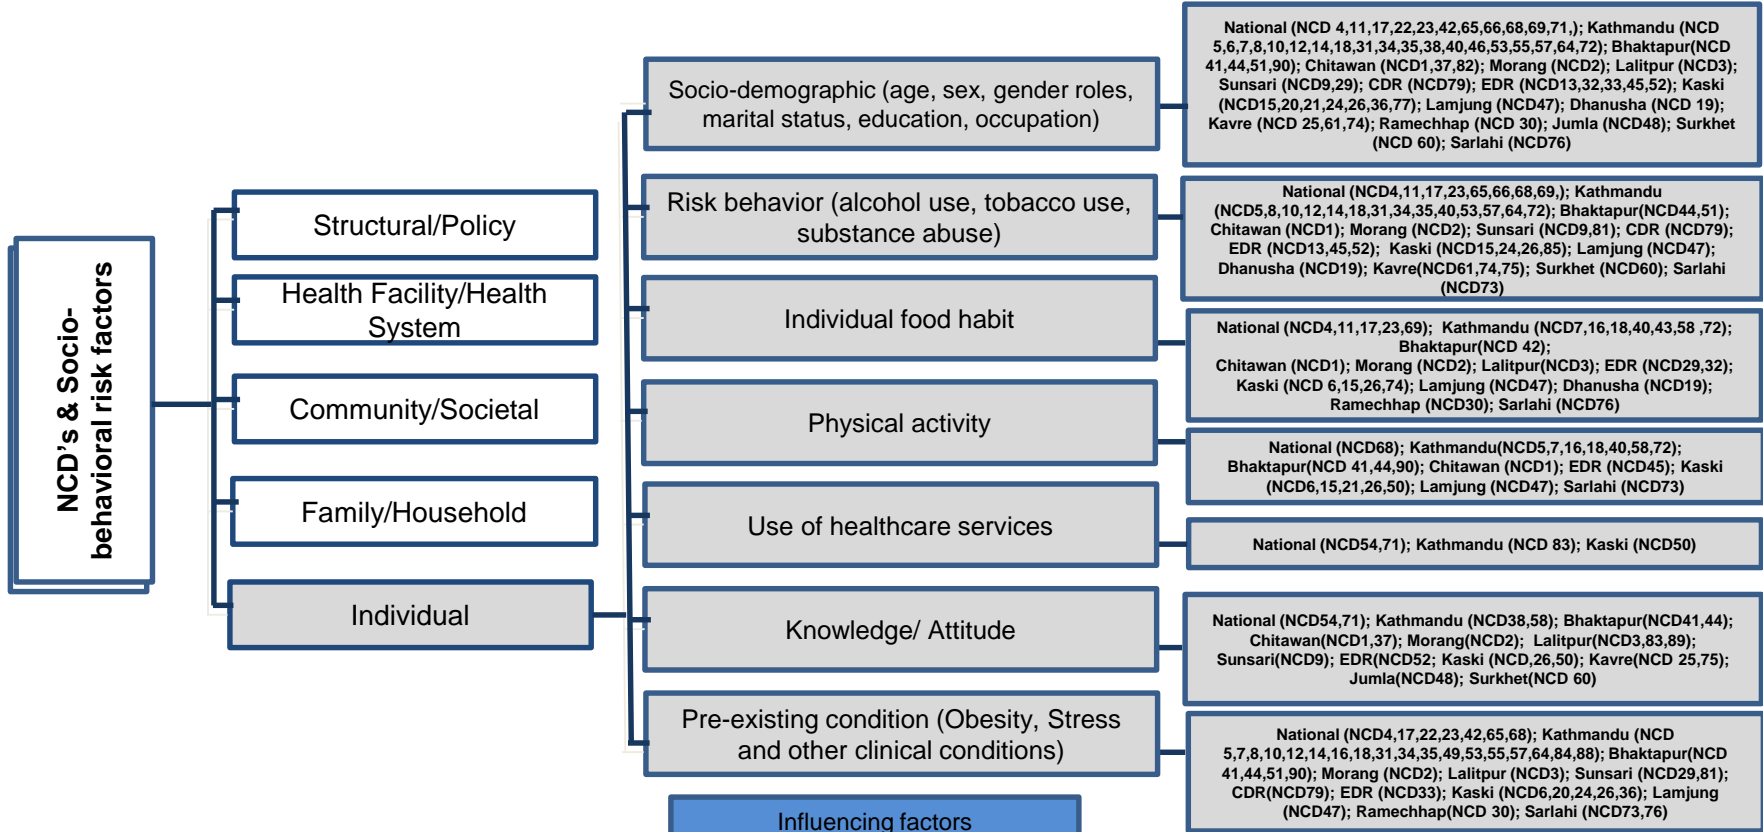 NCD's & Socio-
behavioral risk factors
Structural/Policy
Health Facility/Health
System
Community/Societal
Family/Household
Individual
Socio-demographic (age, sex, gender roles,
marital status, education, occupation)
Risk behavior (alcohol use, tobacco use,
substance abuse)
Individual food habit
Physical activity
Use of healthcare services
Knowledge/ Attitude
Pre-existing condition (Obesity, Stress
and other clinical conditions)
Influencing factors
National (NCD 4,11,17,22,23,42,65,66,68,69,71,); Kathmandu (NCD
5,6,7,8,10,12,14,18,31,34,35,38,40,46,53,55,57,64,72); Bhaktapur(NCD
41,44,51,90); Chitawan (NCD1,37,82); Morang (NCD2); Lalitpur (NCD3);
Sunsari (NCD9,29); CDR (NCD79); EDR (NCD13,32,33,45,52); Kaski
(NCD15,20,21,24,26,36,77); Lamjung (NCD47); Dhanusha (NCD 19);
Kavre (NCD 25,61,74); Ramechhap (NCD 30); Jumla (NCD48); Surkhet
(NCD 60); Sarlahi (NCD76)
National (NCD4,11,17,23,65,66,68,69,); Kathmandu
(NCD5,8,10,12,14,18,31,34,35,40,53,57,64,72); Bhaktapur(NCD44,51)
Chitawan (NCD1); Morang (NCD2); Sunsari (NCD9,81); CDR (NCD79);
EDR (NCD13,45,52); Kaski (NCD15,24,26,85); Lamjung (NCD47);
Dhanusha (NCD19); Kavre(NCD61,74,75); Surkhet (NCD60); Sarlahi
(NCD73)
National (NCD4,11,17,23,69); Kathmandu (NCD7,16,18,40,43,58 ,72);
Bhaktapur(NCD 42);
Chitawan (NCD1); Morang (NCD2); Lalitpur(NCD3); EDR (NCD29,32);
Kaski (NCD 6,15,26,74); Lamjung (NCD47); Dhanusha (NCD19);
Ramechhap (NCD30); Sarlahi (NCD76)
National (NCD68); Kathmandu(NCD5,7,16,18,40,58,72);
Bhaktapur(NCD 41,44,90); Chitawan (NCD1); EDR (NCD45); Kaski
(NCD6,15,21,26,50); Lamjung (NCD47); Sarlahi (NCD73)
National (NCD54,71); Kathmandu (NCD 83); Kaski (NCD50)
National (NCD54,71); Kathmandu (NCD38,58); Bhaktapur(NCD41,44);
Chitawan(NCD1,37); Morang(NCD2); Lalitpur(NCD3,83,89);
Sunsari(NCD9); EDR(NCD52; Kaski (NCD,26,50); Kavre(NCD 25,75);
Jumla(NCD48); Surkhet(NCD 60)
National (NCD4,17,22,23,42,65,68); Kathmandu (NCD
5,7,8,10,12,14,16,18,31,34,35,49,53,55,57,64,84,88); Bhaktapur(NCD
41,44,51,90); Morang (NCD2); Lalitpur (NCD3); Sunsari (NCD29,81);
CDR(NCD79); EDR (NCD33); Kaski (NCD6,20,24,26,36); Lamjung
(NCD47); Ramechhap(NCD 30); Sarlahi (NCD73,76)